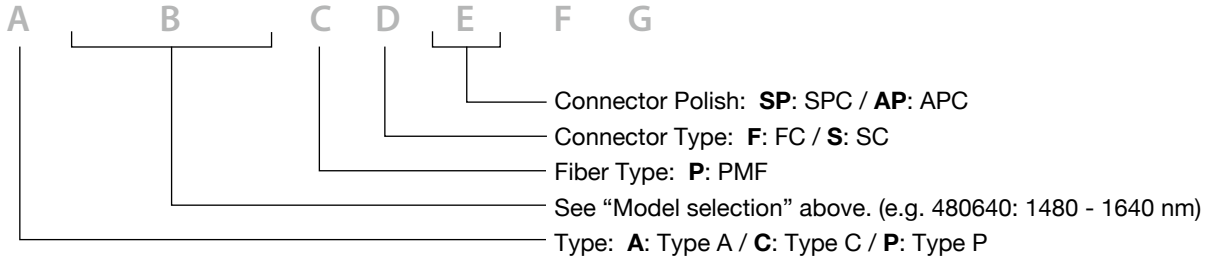 A B C D E F G
Connector Polish: SP: SPC / AP: APC
Connector Type: F: FC / S: SC
Fiber Type: P: PMF
See “Model selection” above. (e.g. 480640: 1480 - 1640 nm)
Type: A: Type A / C: Type C / P: Type P